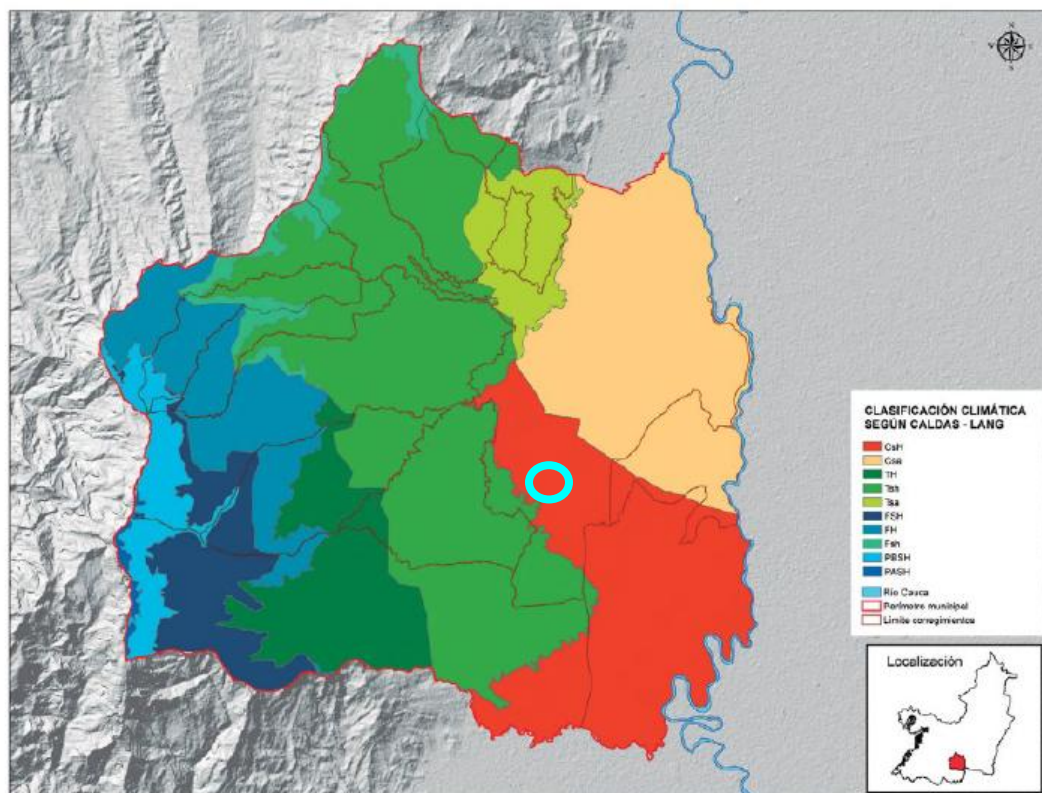 N
S
CLASIFICACIÓN CLIMÁTICA
SEGÚN CALDAS - LANG
CsH
Csa
TH
Tsh
Tsa
FSH
FH
Fsh
PBSH
PASH
Río Cauca
Perímetro municipal
Límite corregimientos
Localización